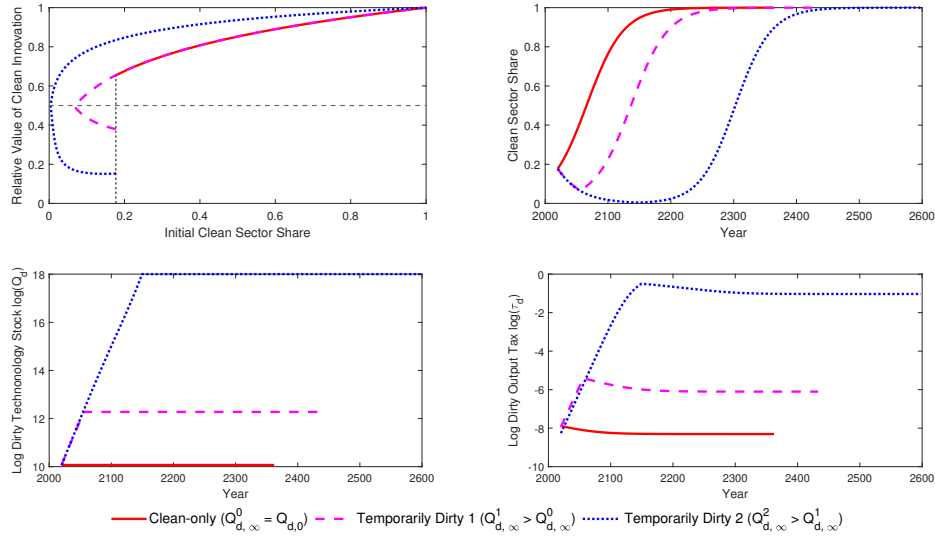 Relative Value of Clean Innovation
1
0.8
0.6
0.4
0.2
0
0 0.2 0.4 0.6 0.8 1
Initial Clean Sector Share
Clean Sector Share
1
0.8
0.6
0.4
0.2
0
2000 2100 2200 2300 2400 2500 2600
Year
Log Dirty Technonology Stock log(Q_d)
18
16
14
12
10
2000 2100 2200 2300 2400 2500 2600
Year
Log Dirty Output Tax log(τ_d)
0
-2
-4
-6
-8
-10
2000 2100 2200 2300 2400 2500 2600
Year
Clean-only (Q^0_{d, ∞} = Q_{d,0}) Temporarily Dirty 1 (Q^1_{d, ∞} > Q^0_{d, ∞}) Temporarily Dirty 2 (Q^2_{d, ∞} > Q^1_{d, ∞})